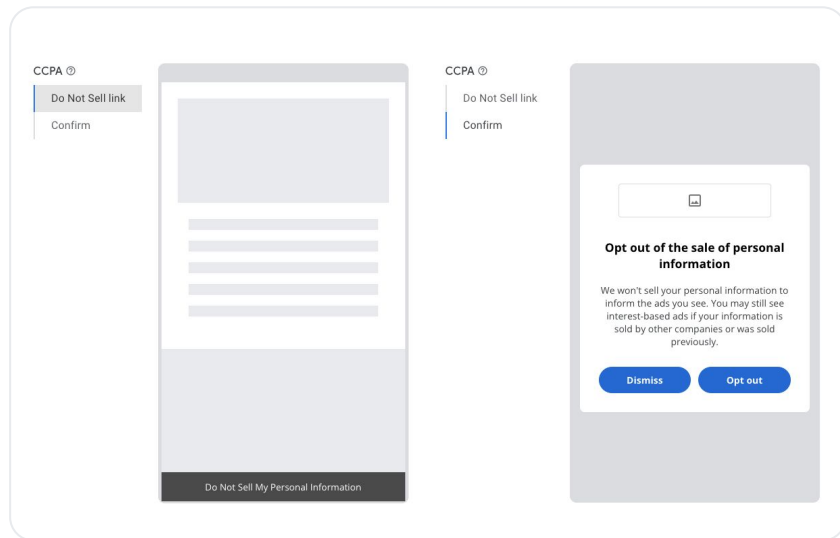 CCPA
Do Not Sell link
Confirm
Do Not Sell My Personal Information
CCPA
Do Not Sell link
Confirm
Opt out of the sale of personal
information
We won't sell your personal information to
inform the ads you see. You may still see
interest-based ads if your information is
sold by other companies or was sold
previously.
Dismiss
Opt out